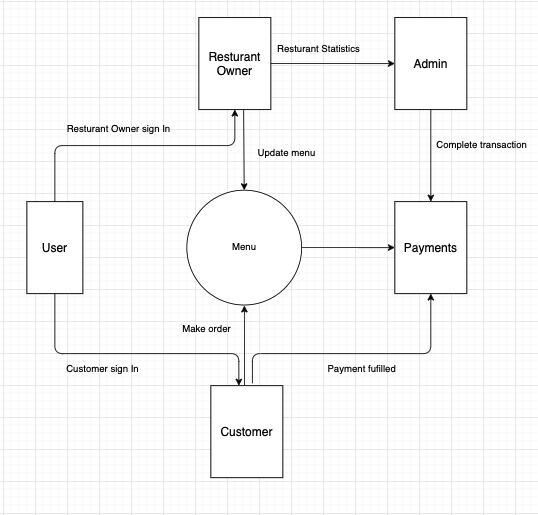 Resturant
Owner
Resturant Statistics
Admin
Resturant Owner sign In
Update menu
Complete transaction
User
Menu
Payments
Make order
Customer sign In
Payment fufilled
Customer